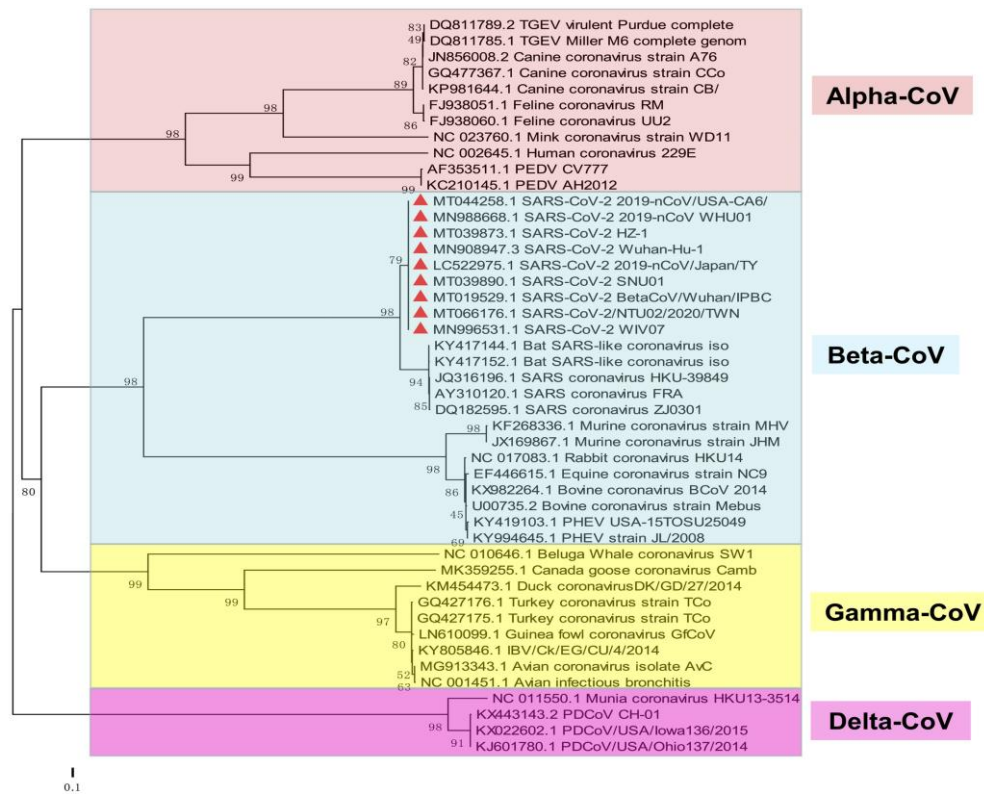 83
DQ811789.2 TGEV virulent Purdue complete
49
DQ811785.1 TGEV Miller M6 complete genom
82
JN856008.2 Canine coronavirus strain A76
GQ477367.1 Canine coronavirus strain CCo
89
KP981644.1 Canine coronavirus strain CB/
98
FJ938051.1 Feline coronavirus RM
86
FJ938060.1 Feline coronavirus UU2
98
NC 023760.1 Mink coronavirus strain WD11
NC 002645.1 Human coronavirus 229E
99
AF353511.1 PEDV CV777
99
KC210145.1 PEDV AH2012
Alpha-CoV
MT044258.1 SARS-CoV-2 2019-nCoV/USA-CA6/
MN988668.1 SARS-CoV-2 2019-nCoV WHU01
MT039873.1 SARS-CoV-2 HZ-1
MN908947.3 SARS-CoV-2 Wuhan-Hu-1
79
LC522975.1 SARS-CoV-2 2019-nCoV/Japan/TY
MT039890.1 SARS-CoV-2 SNU01
MT019529.1 SARS-CoV-2 BetaCoV/Wuhan/IPBC
98
MT066176.1 SARS-CoV-2/NTU02/2020/TWN
MN996531.1 SARS-CoV-2 WIV07
KY417144.1 Bat SARS-like coronavirus iso
KY417152.1 Bat SARS-like coronavirus iso
98
JQ316196.1 SARS coronavirus HKU-39849
94
AY310120.1 SARS coronavirus FRA
85
DQ182595.1 SARS coronavirus ZJ0301
98
KF268336.1 Murine coronavirus strain MHV
JX169867.1 Murine coronavirus strain JHM
98
NC 017083.1 Rabbit coronavirus HKU14
EF446615.1 Equine coronavirus strain NC9
86
KX982264.1 Bovine coronavirus BCoV 2014
U00735.2 Bovine coronavirus strain Mebus
45
KY419103.1 PHEV USA-15TOSU25049
69
KY994645.1 PHEV strain JL/2008
Beta-CoV
80
NC 010646.1 Beluga Whale coronavirus SW1
99
MK359255.1 Canada goose coronavirus Camb
99
KM454473.1 Duck coronavirusDK/GD/27/2014
GQ427176.1 Turkey coronavirus strain TCo
97
GQ427175.1 Turkey coronavirus strain TCo
80
LN610099.1 Guinea fowl coronavirus GfCoV
KY805846.1 IBV/Ck/EG/CU/4/2014
52
MG913343.1 Avian coronavirus isolate AvC
63
NC 001451.1 Avian infectious bronchitis
Gamma-CoV
NC 011550.1 Munia coronavirus HKU13-3514
98
KX443143.2 PDCoV CH-01
KX022602.1 PDCoV/USA/Iowa136/2015
91
KJ601780.1 PDCoV/USA/Ohio137/2014
Delta-CoV
0.1